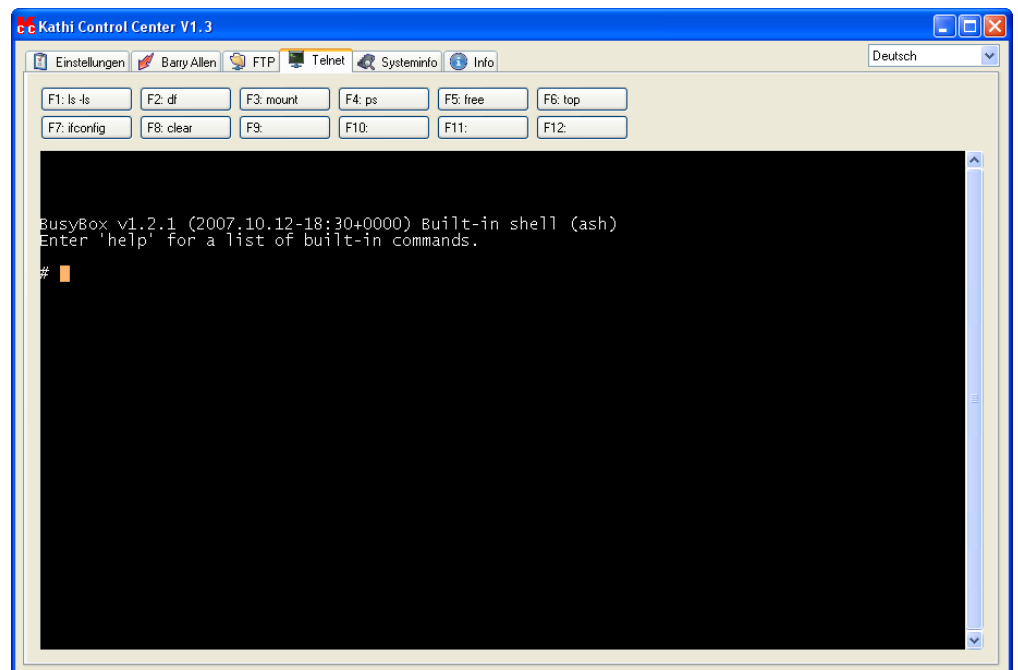 Kathi Control Center V1.3
Einstellungen Barry Allen FTP Telnet Systeminfo Info Deutsch
F1: ls -ls F2: df F3: mount F4: ps F5: free F6: top
F7: ifconfig F8: clear F9: F10: F11: F12:
BusyBox v1.2.1 (2007.10.12-18:30+0000) Built-in shell (ash)
Enter 'help' for a list of built-in commands.
#